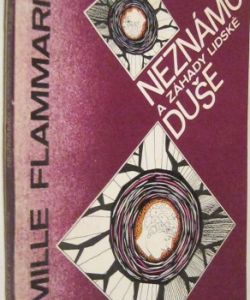 MILLE FLAMMARI
NEZNÁMO
A ZÁHADY LIDSKÉ
DUŠE